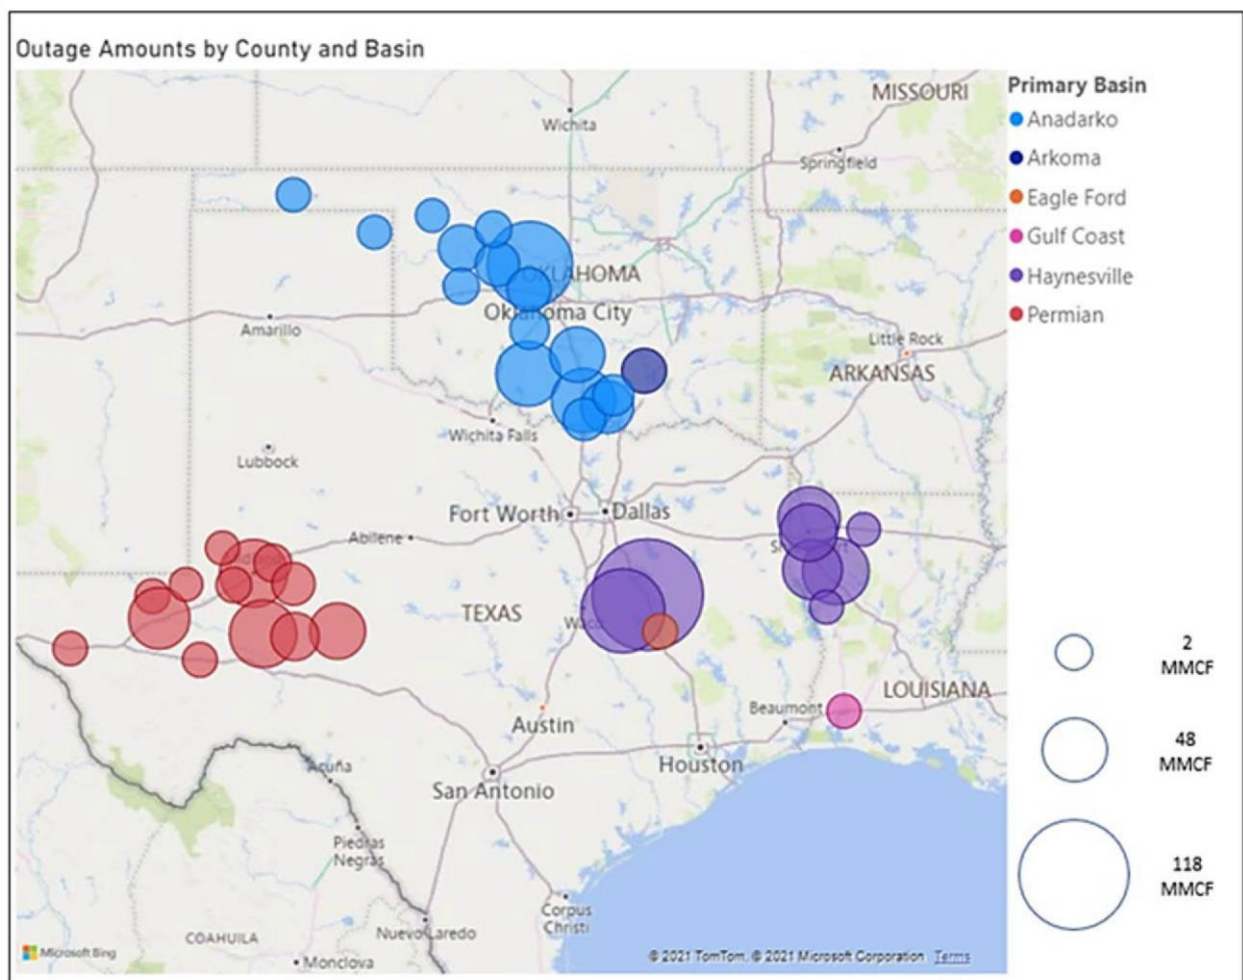 Outage Amounts by County and Basin
Primary Basin
Anadarko
Arkoma
Eagle Ford
Gulf Coast
Haynesville
Permian
MISSOURI
Wichita
Springfield
OKLAHOMA
Oklahoma City
Amarillo
Little Rock
ARKANSAS
Wichita Falls
Lubbock
Fort Worth
Dallas
Abilene
TEXAS
LOUISIANA
Beaumont
Austin
Houston
San Antonio
Acuña
Piedras
Negras
Corpus
Christi
Nuevo Laredo
COAHUILA
Monclova
2
MMCF
48
MMCF
118
MMCF
Microsoft Bing
© 2021 TomTom, © 2021 Microsoft Corporation Terms